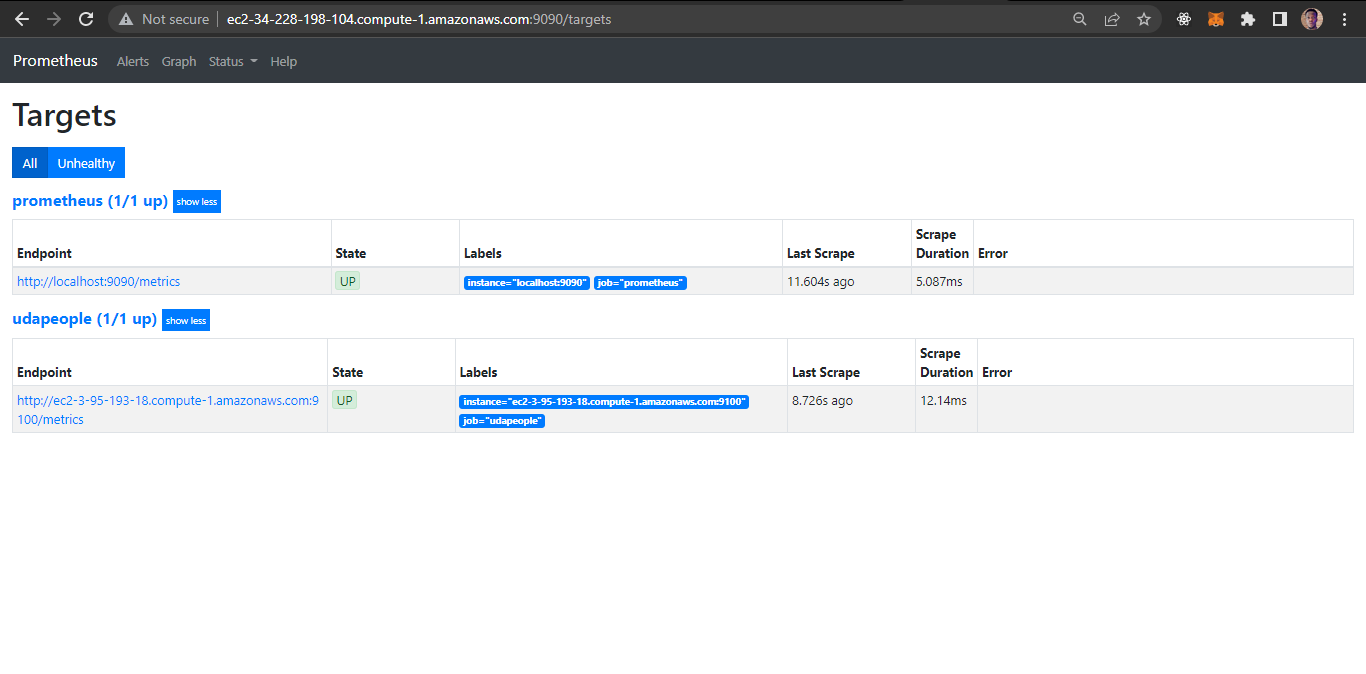 Not secure ec2-34-228-198-104.compute-1.amazonaws.com:9090/targets
Prometheus Alerts Graph Status Help
Targets
All Unhealthy
prometheus (1/1 up) show less
Endpoint State Labels Last Scrape Scrape Duration Error
http://localhost:9090/metrics UP instance="localhost:9090" job="prometheus" 11.604s ago 5.087ms
udapeople (1/1 up) show less
Endpoint State Labels Last Scrape Scrape Duration Error
http://ec2-3-95-193-18.compute-1.amazonaws.com:9 UP instance="ec2-3-95-193-18.compute-1.amazonaws.com:9100" 8.726s ago 12.14ms
100/metrics job="udapeople"